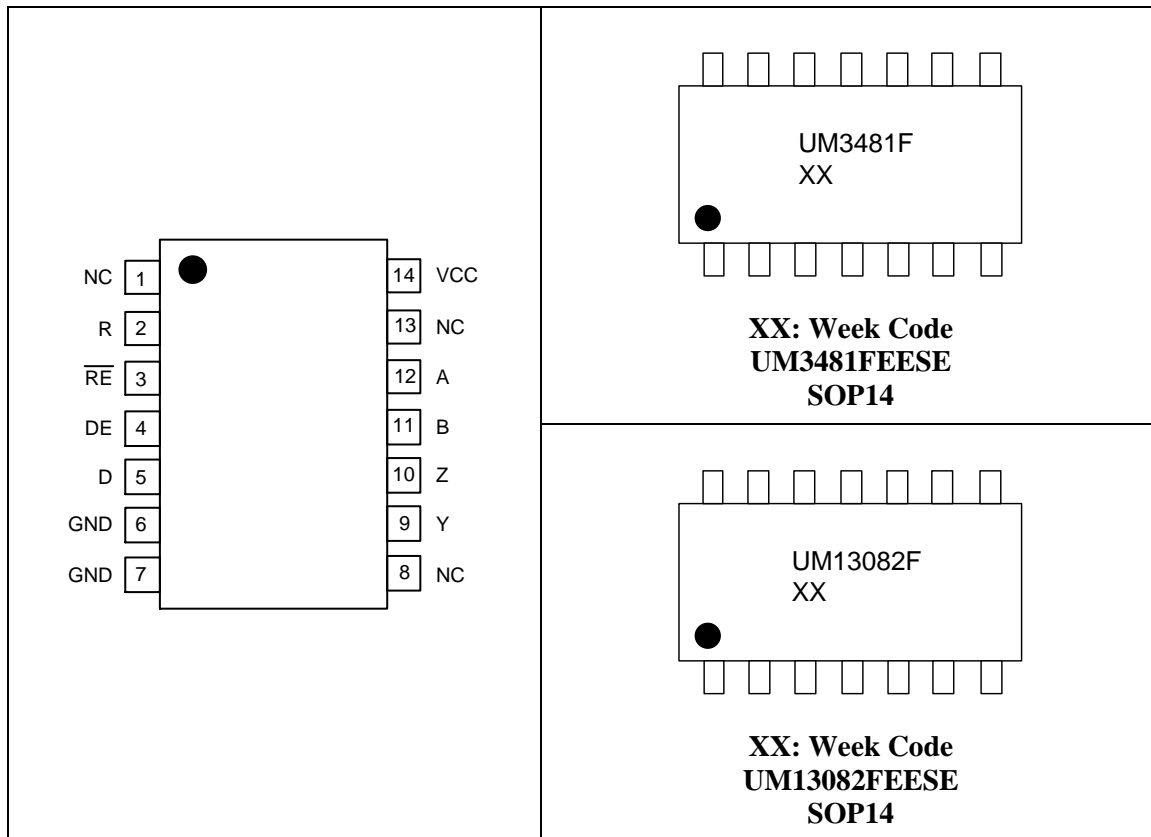 NC 1 14 VCC
R 2 13 NC
RE 3 12 A
DE 4 11 B
D 5 10 Z
GND 6 9 Y
GND 7 8 NC
UM3481F
XX
XX: Week Code
UM3481FEESE
SOP14
UM13082F
XX
XX: Week Code
UM13082FEESE
SOP14